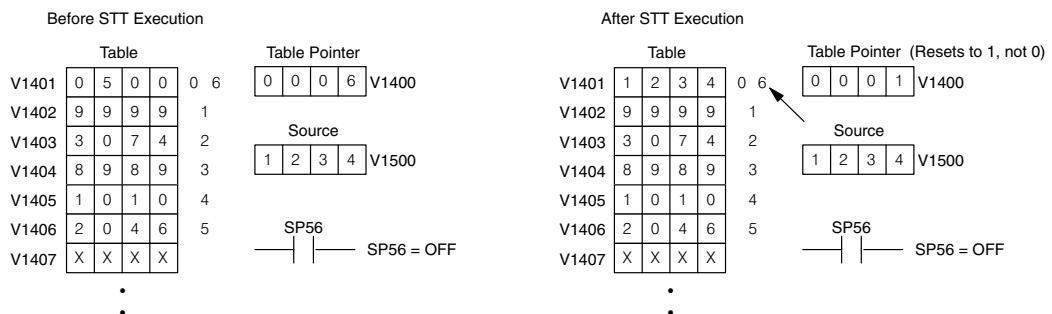 Before STT Execution
Table
Table Pointer
V1401 0 5 0 0 0 6
0 0 0 6 V1400
V1402 9 9 9 9 1
V1403 3 0 7 4 2
Source
V1404 8 9 8 9 3
1 2 3 4 V1500
V1405 1 0 1 0 4
V1406 2 0 4 6 5
SP56
SP56 = OFF
V1407 X X X X
After STT Execution
Table
Table Pointer (Resets to 1, not 0)
V1401 1 2 3 4 0 6
0 0 0 1 V1400
V1402 9 9 9 9 1
V1403 3 0 7 4 2
Source
V1404 8 9 8 9 3
1 2 3 4 V1500
V1405 1 0 1 0 4
V1406 2 0 4 6 5
SP56
SP56 = OFF
V1407 X X X X